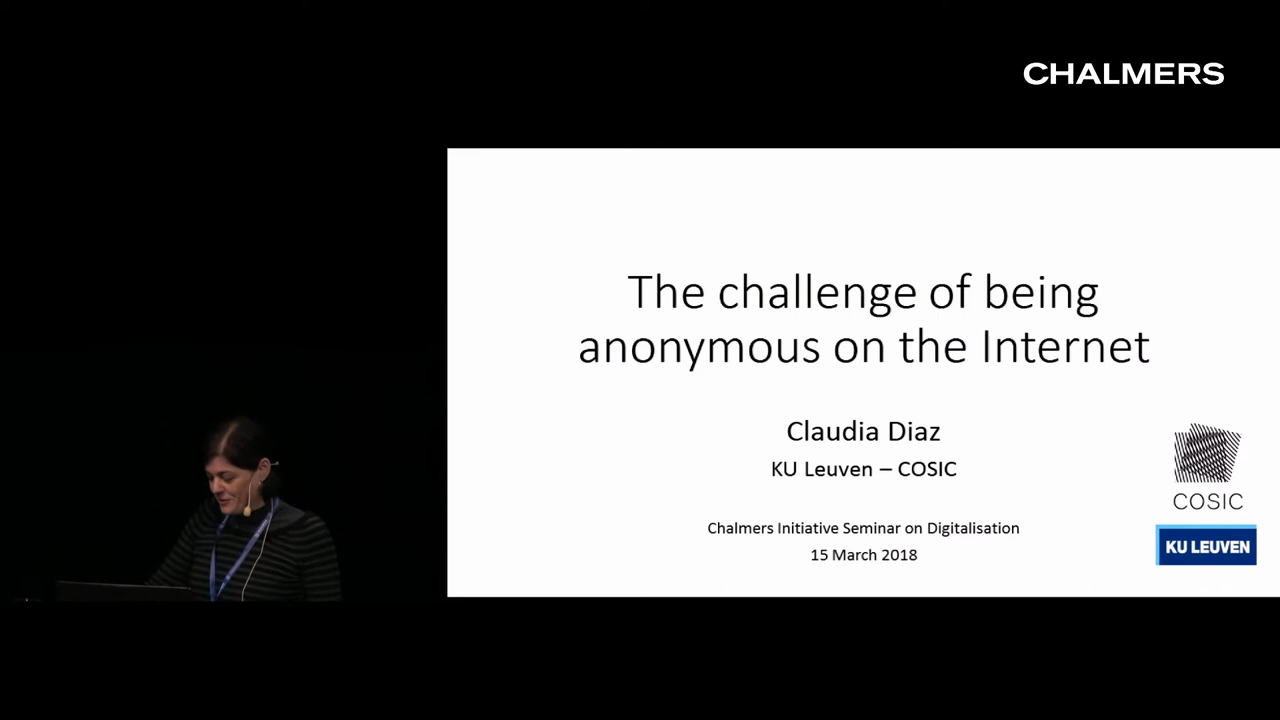 CHALMERS
The challenge of being
anonymous on the Internet
Claudia Diaz
KU Leuven – COSIC
Chalmers Initiative Seminar on Digitalisation
15 March 2018
COSIC
KU LEUVEN